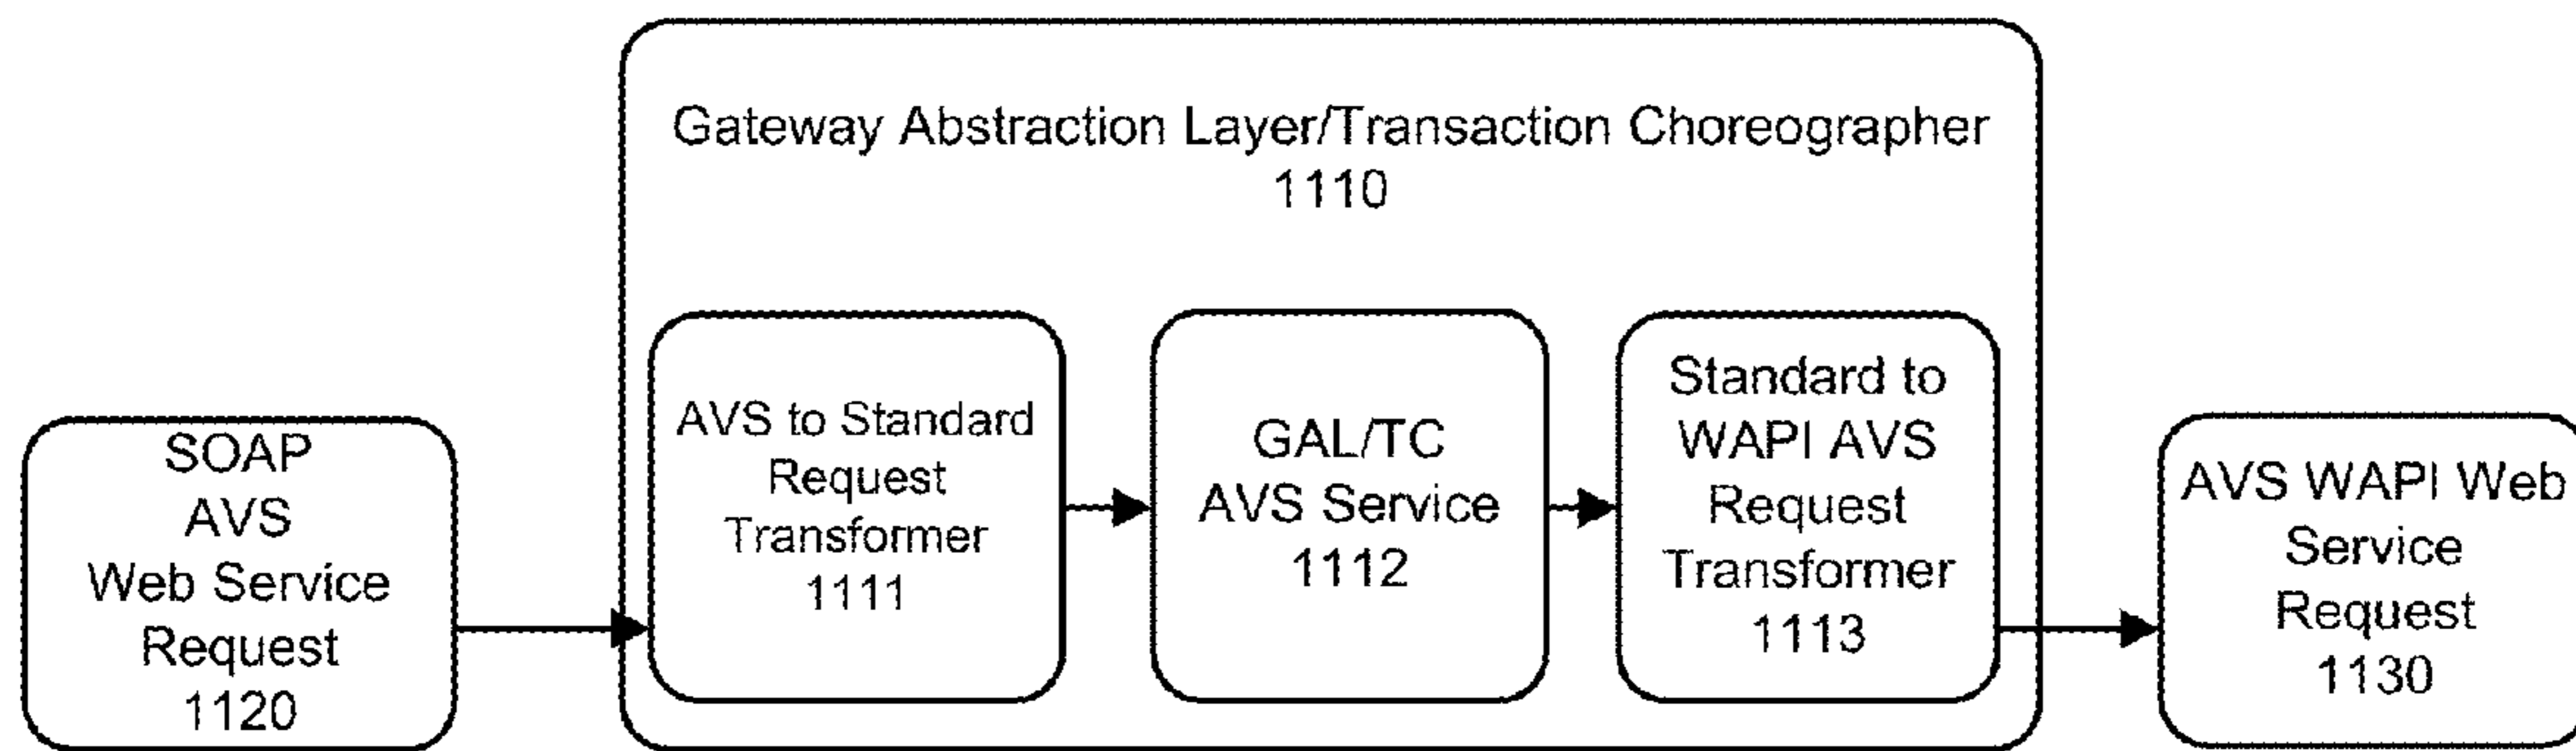 Gateway Abstraction Layer/Transaction Choreographer
1110
SOAP
AVS
Web Service
Request
1120
AVS to Standard
Request
Transformer
1111
GAL/TC
AVS Service
1112
Standard to
WAPI AVS
Request
Transformer
1113
AVS WAPI Web
Service
Request
1130